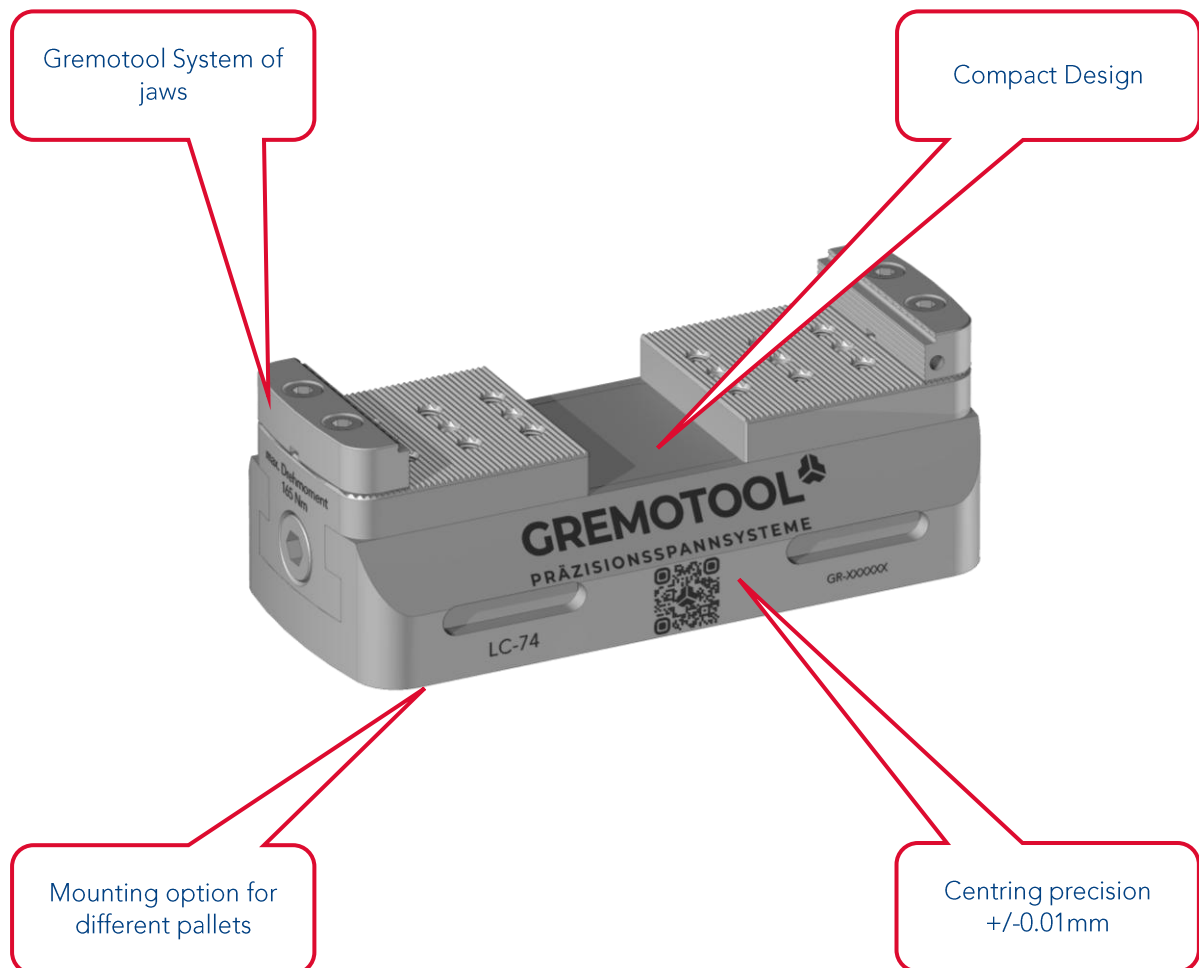 Gremotool System of
jaws
Compact Design
max. Drehmoment
165 Nm
GREMOTOOL
PRÄZISIONSSPANNSYSTEME
GR-XXXXXX
LC-74
Mounting option for
different pallets
Centring precision
+/-0.01mm